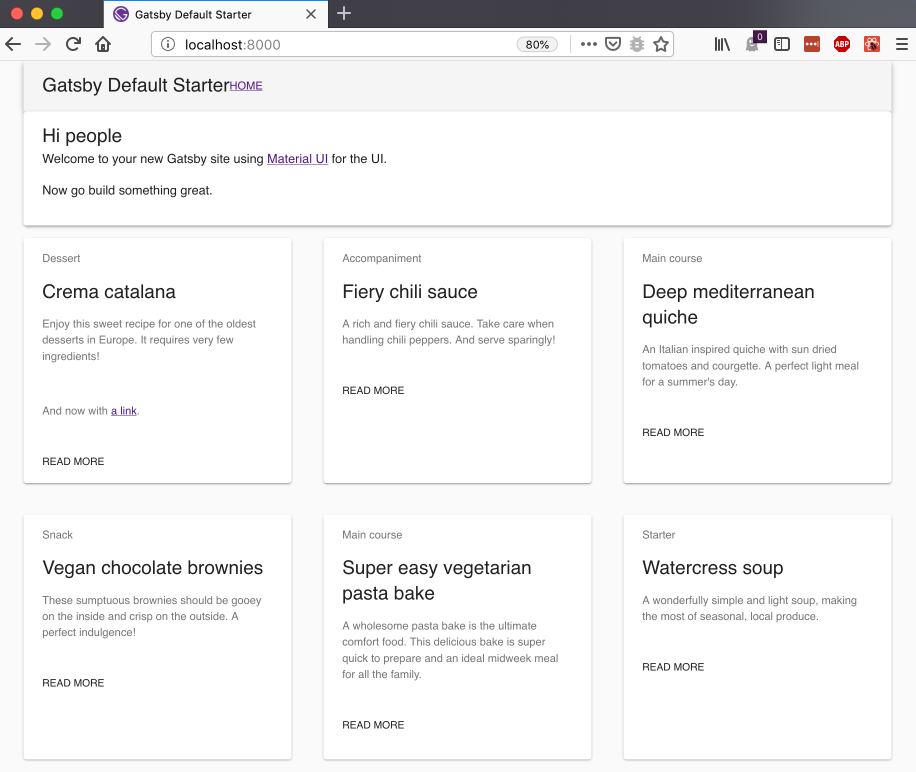 Gatsby Default Starter
localhost:8000
80%
0
ABP
Gatsby Default Starter HOME
Hi people
Welcome to your new Gatsby site using Material UI for the UI.
Now go build something great.
Dessert
Crema catalana
Enjoy this sweet recipe for one of the oldest
desserts in Europe. It requires very few
ingredients!
And now with a link.
READ MORE
Accompaniment
Fiery chili sauce
A rich and fiery chili sauce. Take care when
handling chili peppers. And serve sparingly!
READ MORE
Main course
Deep mediterranean
quiche
An Italian inspired quiche with sun dried
tomatoes and courgette. A perfect light meal
for a summer's day.
READ MORE
Snack
Vegan chocolate brownies
These sumptuous brownies should be gooey
on the inside and crisp on the outside. A
perfect indulgence!
READ MORE
Main course
Super easy vegetarian
pasta bake
A wholesome pasta bake is the ultimate
comfort food. This delicious bake is super
quick to prepare and an ideal midweek meal
for all the family.
READ MORE
Starter
Watercress soup
A wonderfully simple and light soup, making
the most of seasonal, local produce.
READ MORE